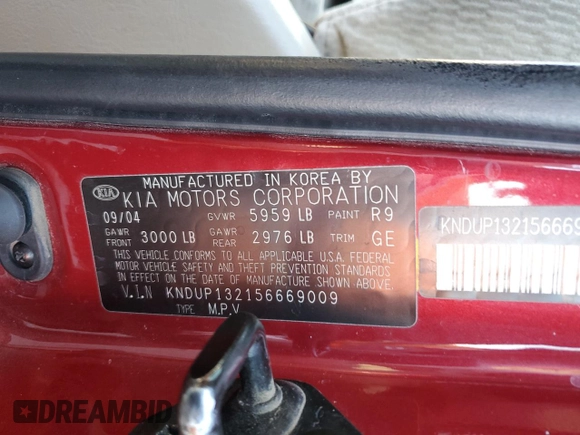 MANUFACTURED IN KOREA BY
KIA KIA MOTORS CORPORATION
09/04 GVWR 5959 LB PAINT R9
GAWR FRONT 3000 LB GAWR REAR 2976 LB TRIM GE
THIS VEHICLE CONFORMS TO ALL APPLICABLE U.S.A. FEDERAL
MOTOR VEHICLE SAFETY AND THEFT PREVENTION STANDARDS
IN EFFECT ON THE DATE OF MANUFACTURE SHOWN ABOVE.
V.I.N KNDUP132156669009
TYPE M.P.V
KNDUP132156669
DREAMBID